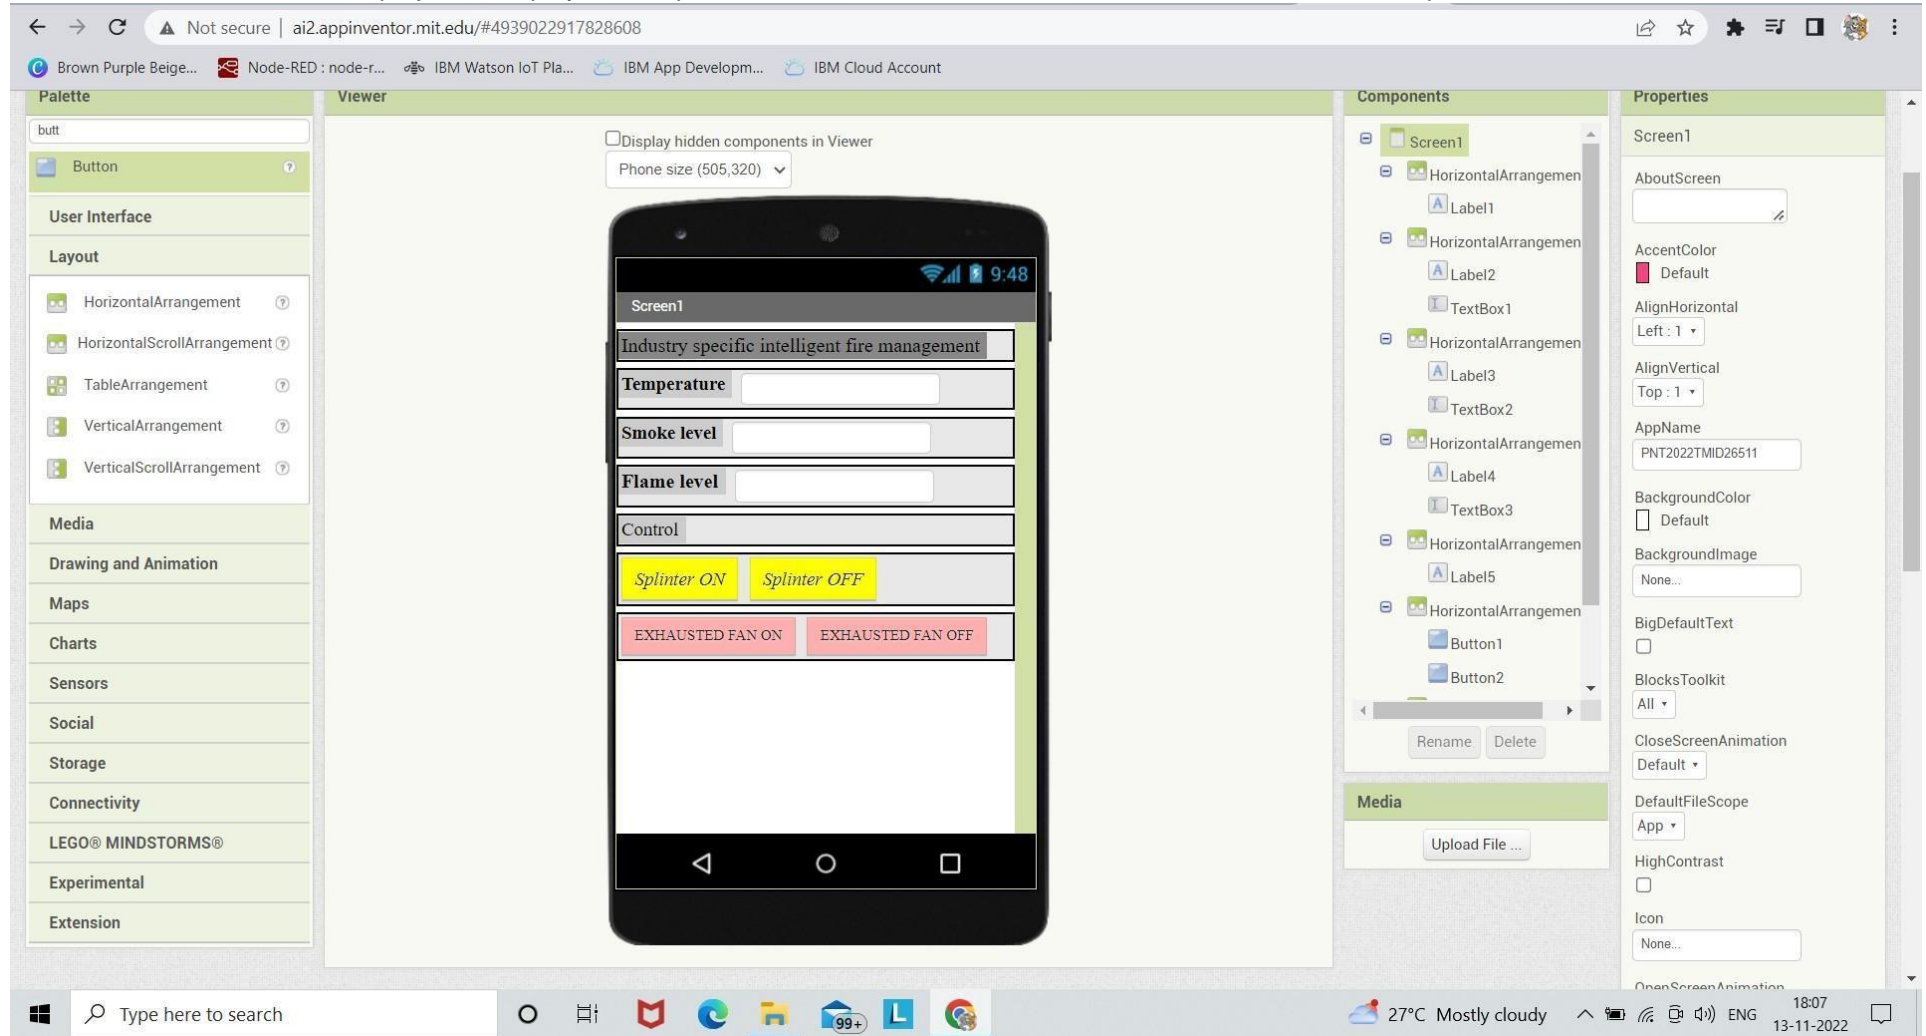 Not secure | ai2.appinventor.mit.edu/#4939022917828608
Brown Purple Beige... Node-RED : node-r... IBM Watson IoT Pla... IBM App Developm... IBM Cloud Account
Palette
butt
Button
User Interface
Layout
HorizontalArrangement
HorizontalScrollArrangement
TableArrangement
VerticalArrangement
VerticalScrollArrangement
Media
Drawing and Animation
Maps
Charts
Sensors
Social
Storage
Connectivity
LEGO® MINDSTORMS®
Experimental
Extension
Viewer
Display hidden components in Viewer
Phone size (505,320)
9:48
Screen1
Industry specific intelligent fire management
Temperature
Smoke level
Flame level
Control
Splinter ON Splinter OFF
EXHAUSTED FAN ON EXHAUSTED FAN OFF
Components
Screen1
HorizontalArrangemen
Label1
HorizontalArrangemen
Label2
TextBox1
HorizontalArrangemen
Label3
TextBox2
HorizontalArrangemen
Label4
TextBox3
HorizontalArrangemen
Label5
HorizontalArrangemen
Button1
Button2
Rename Delete
Media
Upload File ...
Properties
Screen1
AboutScreen
AccentColor
Default
AlignHorizontal
Left : 1
AlignVertical
Top : 1
AppName
PNT2022TMID26511
BackgroundColor
Default
BackgroundImage
None...
BigDefaultText
BlocksToolkit
All
CloseScreenAnimation
Default
DefaultFileScope
App
HighContrast
Icon
None...
OpenScreenAnimation
Type here to search
99+
L
27°C Mostly cloudy
ENG
18:07
13-11-2022